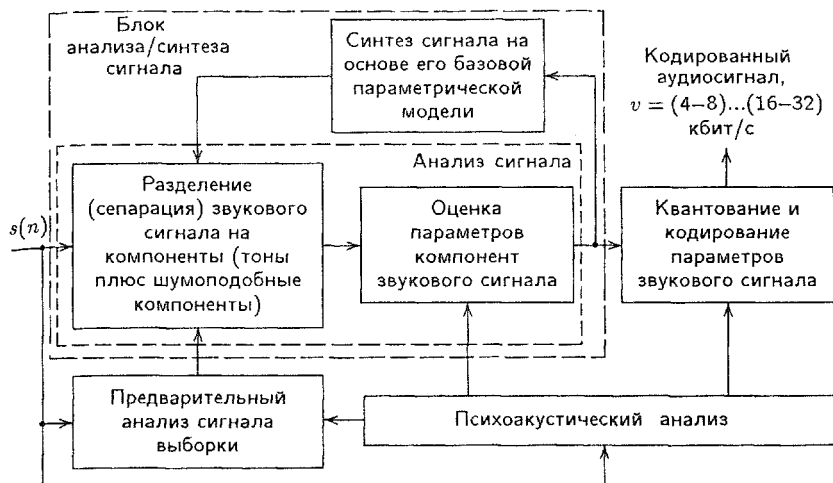 Блок
анализа/синтеза
сигнала
Синтез сигнала на
основе его базовой
параметрической
модели
Кодированный
аудиосигнал,
v = (4–8)...(16–32)
кбит/с
Анализ сигнала
s(n)
Разделение
(сепарация) звукового
сигнала на
компоненты (тоны
плюс шумоподобные
компоненты)
Оценка
параметров
компонент
звукового сигнала
Квантование и
кодирование
параметров
звукового сигнала
Предварительный
анализ сигнала
выборки
Психоакустический анализ